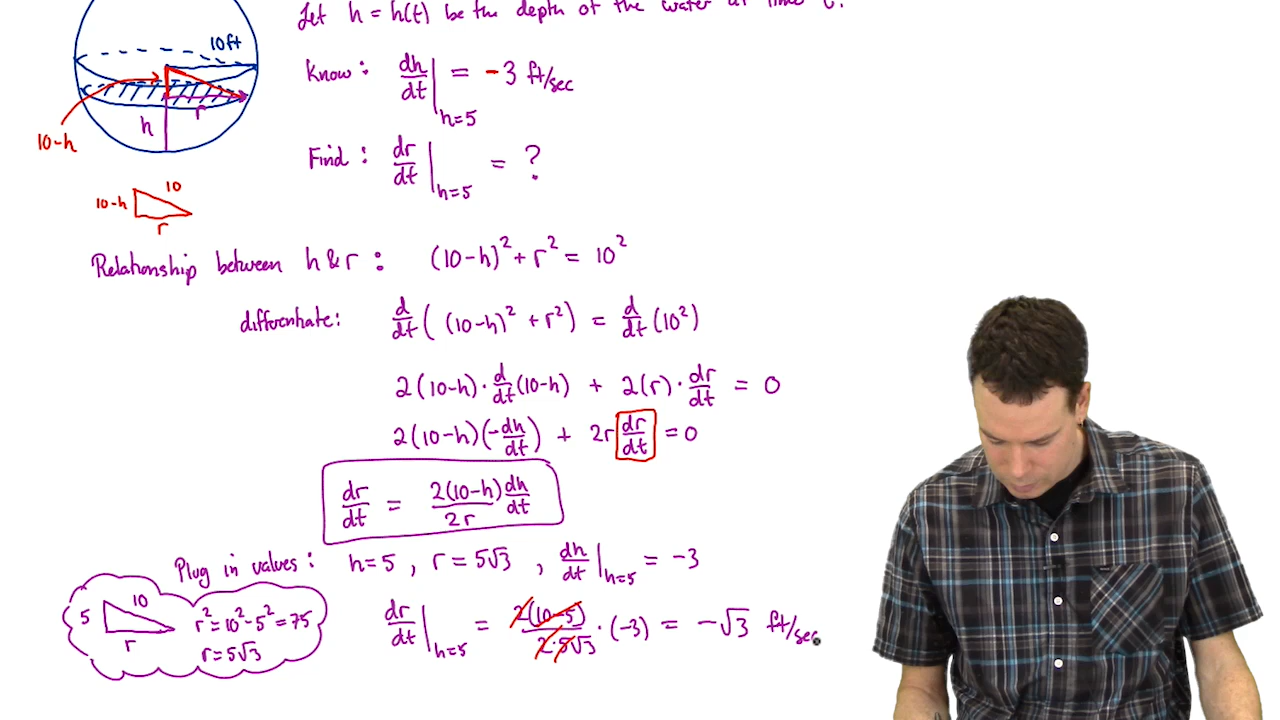 Let h = h(t) be the depth of the water at time t.
10ft
Know: dh/dt |h=5 = -3 ft/sec
r
h
10-h
Find: dr/dt |h=5 = ?
10
10-h
r
Relationship between h & r: (10-h)² + r² = 10²
differentiate: d/dt ( (10-h)² + r² ) = d/dt (10²)
2(10-h) · d/dt (10-h) + 2(r) · dr/dt = 0
2(10-h)(-dh/dt) + 2r dr/dt = 0
dr/dt = 2(10-h)/2r dh/dt
Plug in values: h=5, r=5√3, dh/dt |h=5 = -3
10
5
r
r² = 10² - 5² = 75
r = 5√3
dr/dt |h=5 = 2(10-5)/2·5√3 · (-3) = -√3 ft/sec